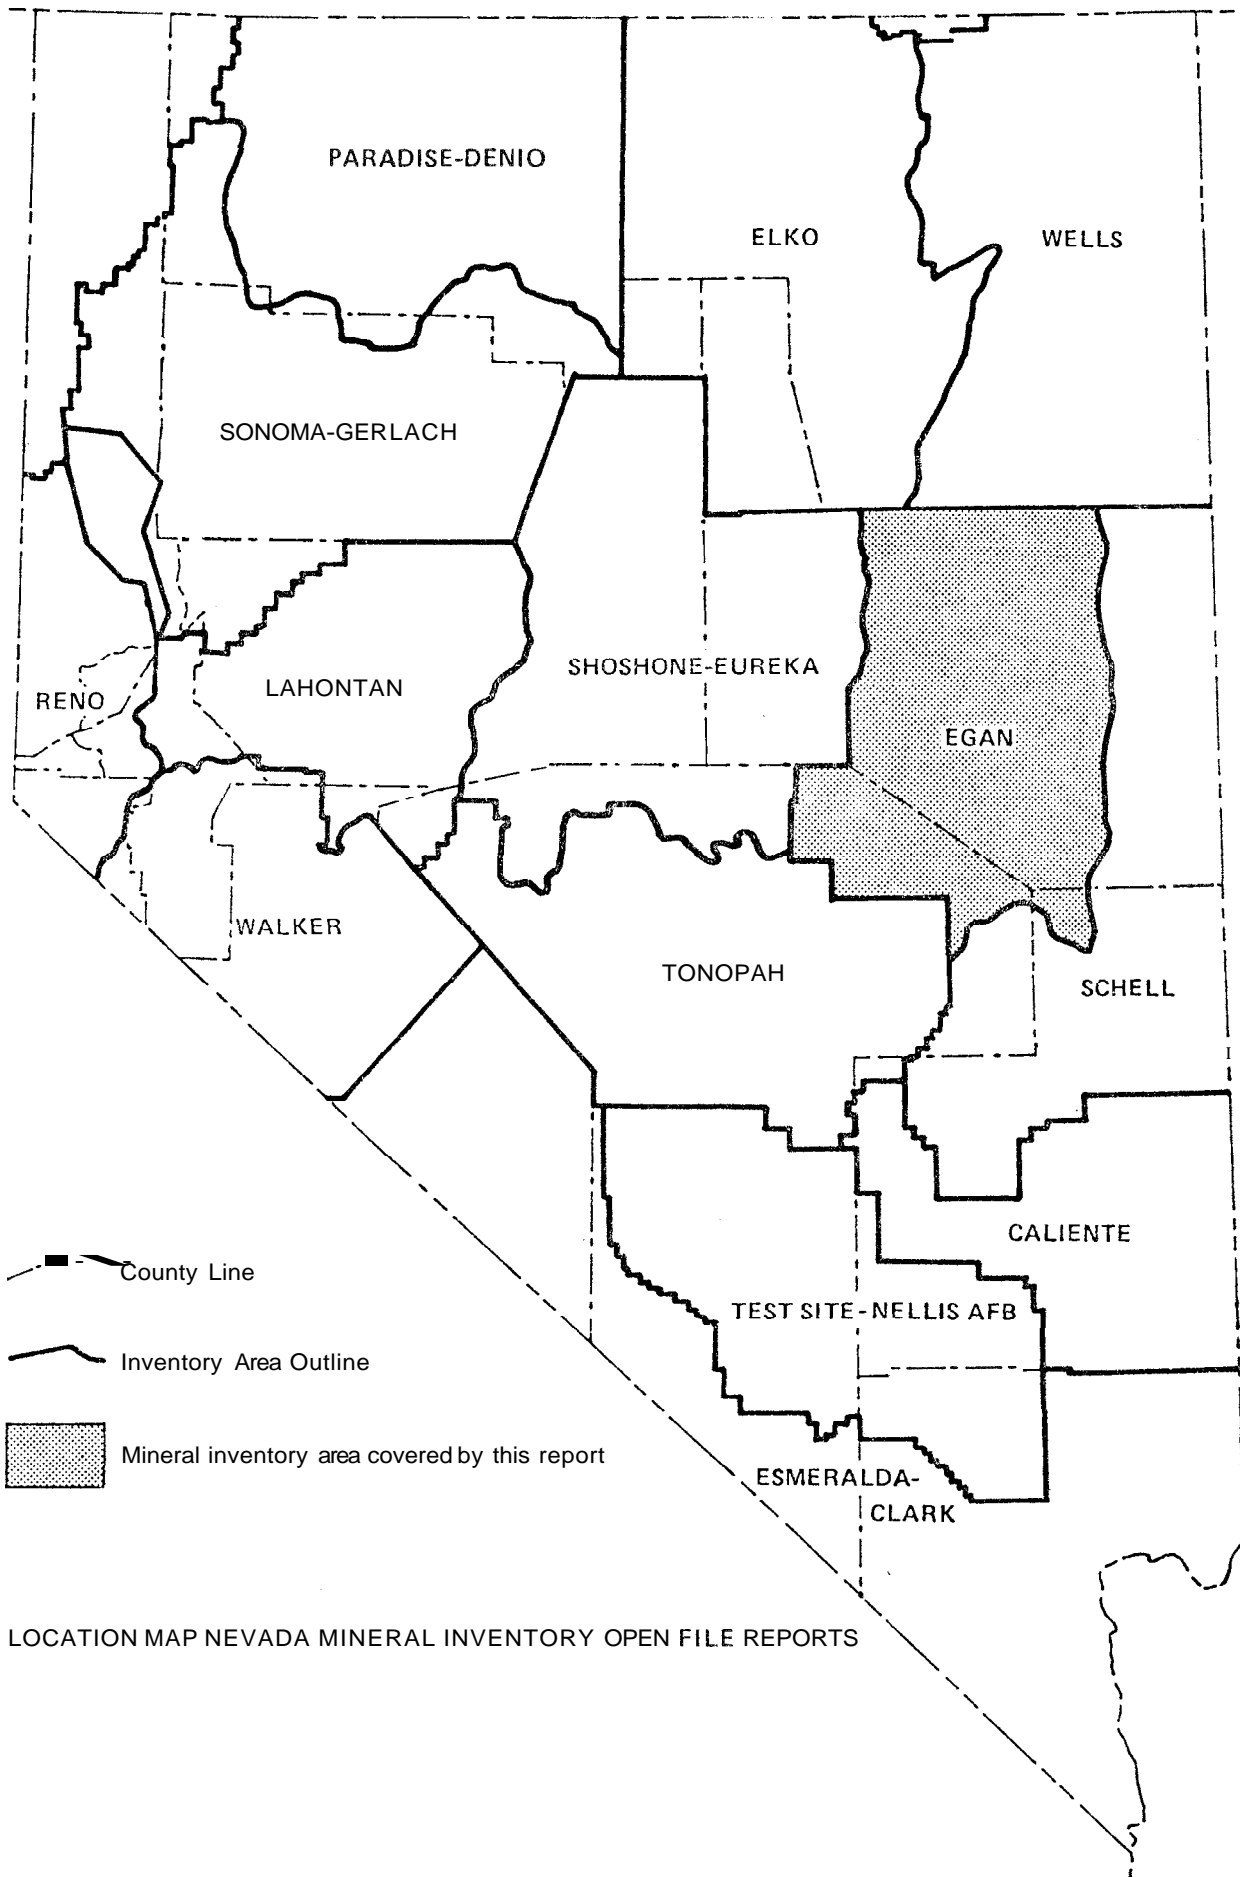 PARADISE-DENIO
ELKO
WELLS
SONOMA-GERLACH
SHOSHONE-EUREKA
LAHONTAN
RENO
EGAN
WALKER
TONOPAH
SCHELL
CALIENTE
County Line
TEST SITE-NELLIS AFB
Inventory Area Outline
Mineral inventory area covered by this report
ESMERALDA-
CLARK
LOCATION MAP NEVADA MINERAL INVENTORY OPEN FILE REPORTS